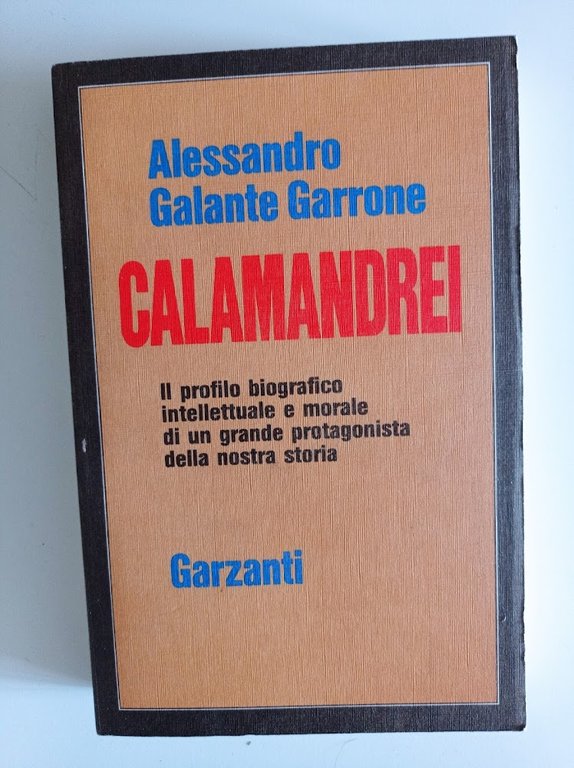 Alessandro
Galante Garrone
CALAMANDREI
Il profilo biografico
intellettuale e morale
di un grande protagonista
della nostra storia
Garzanti